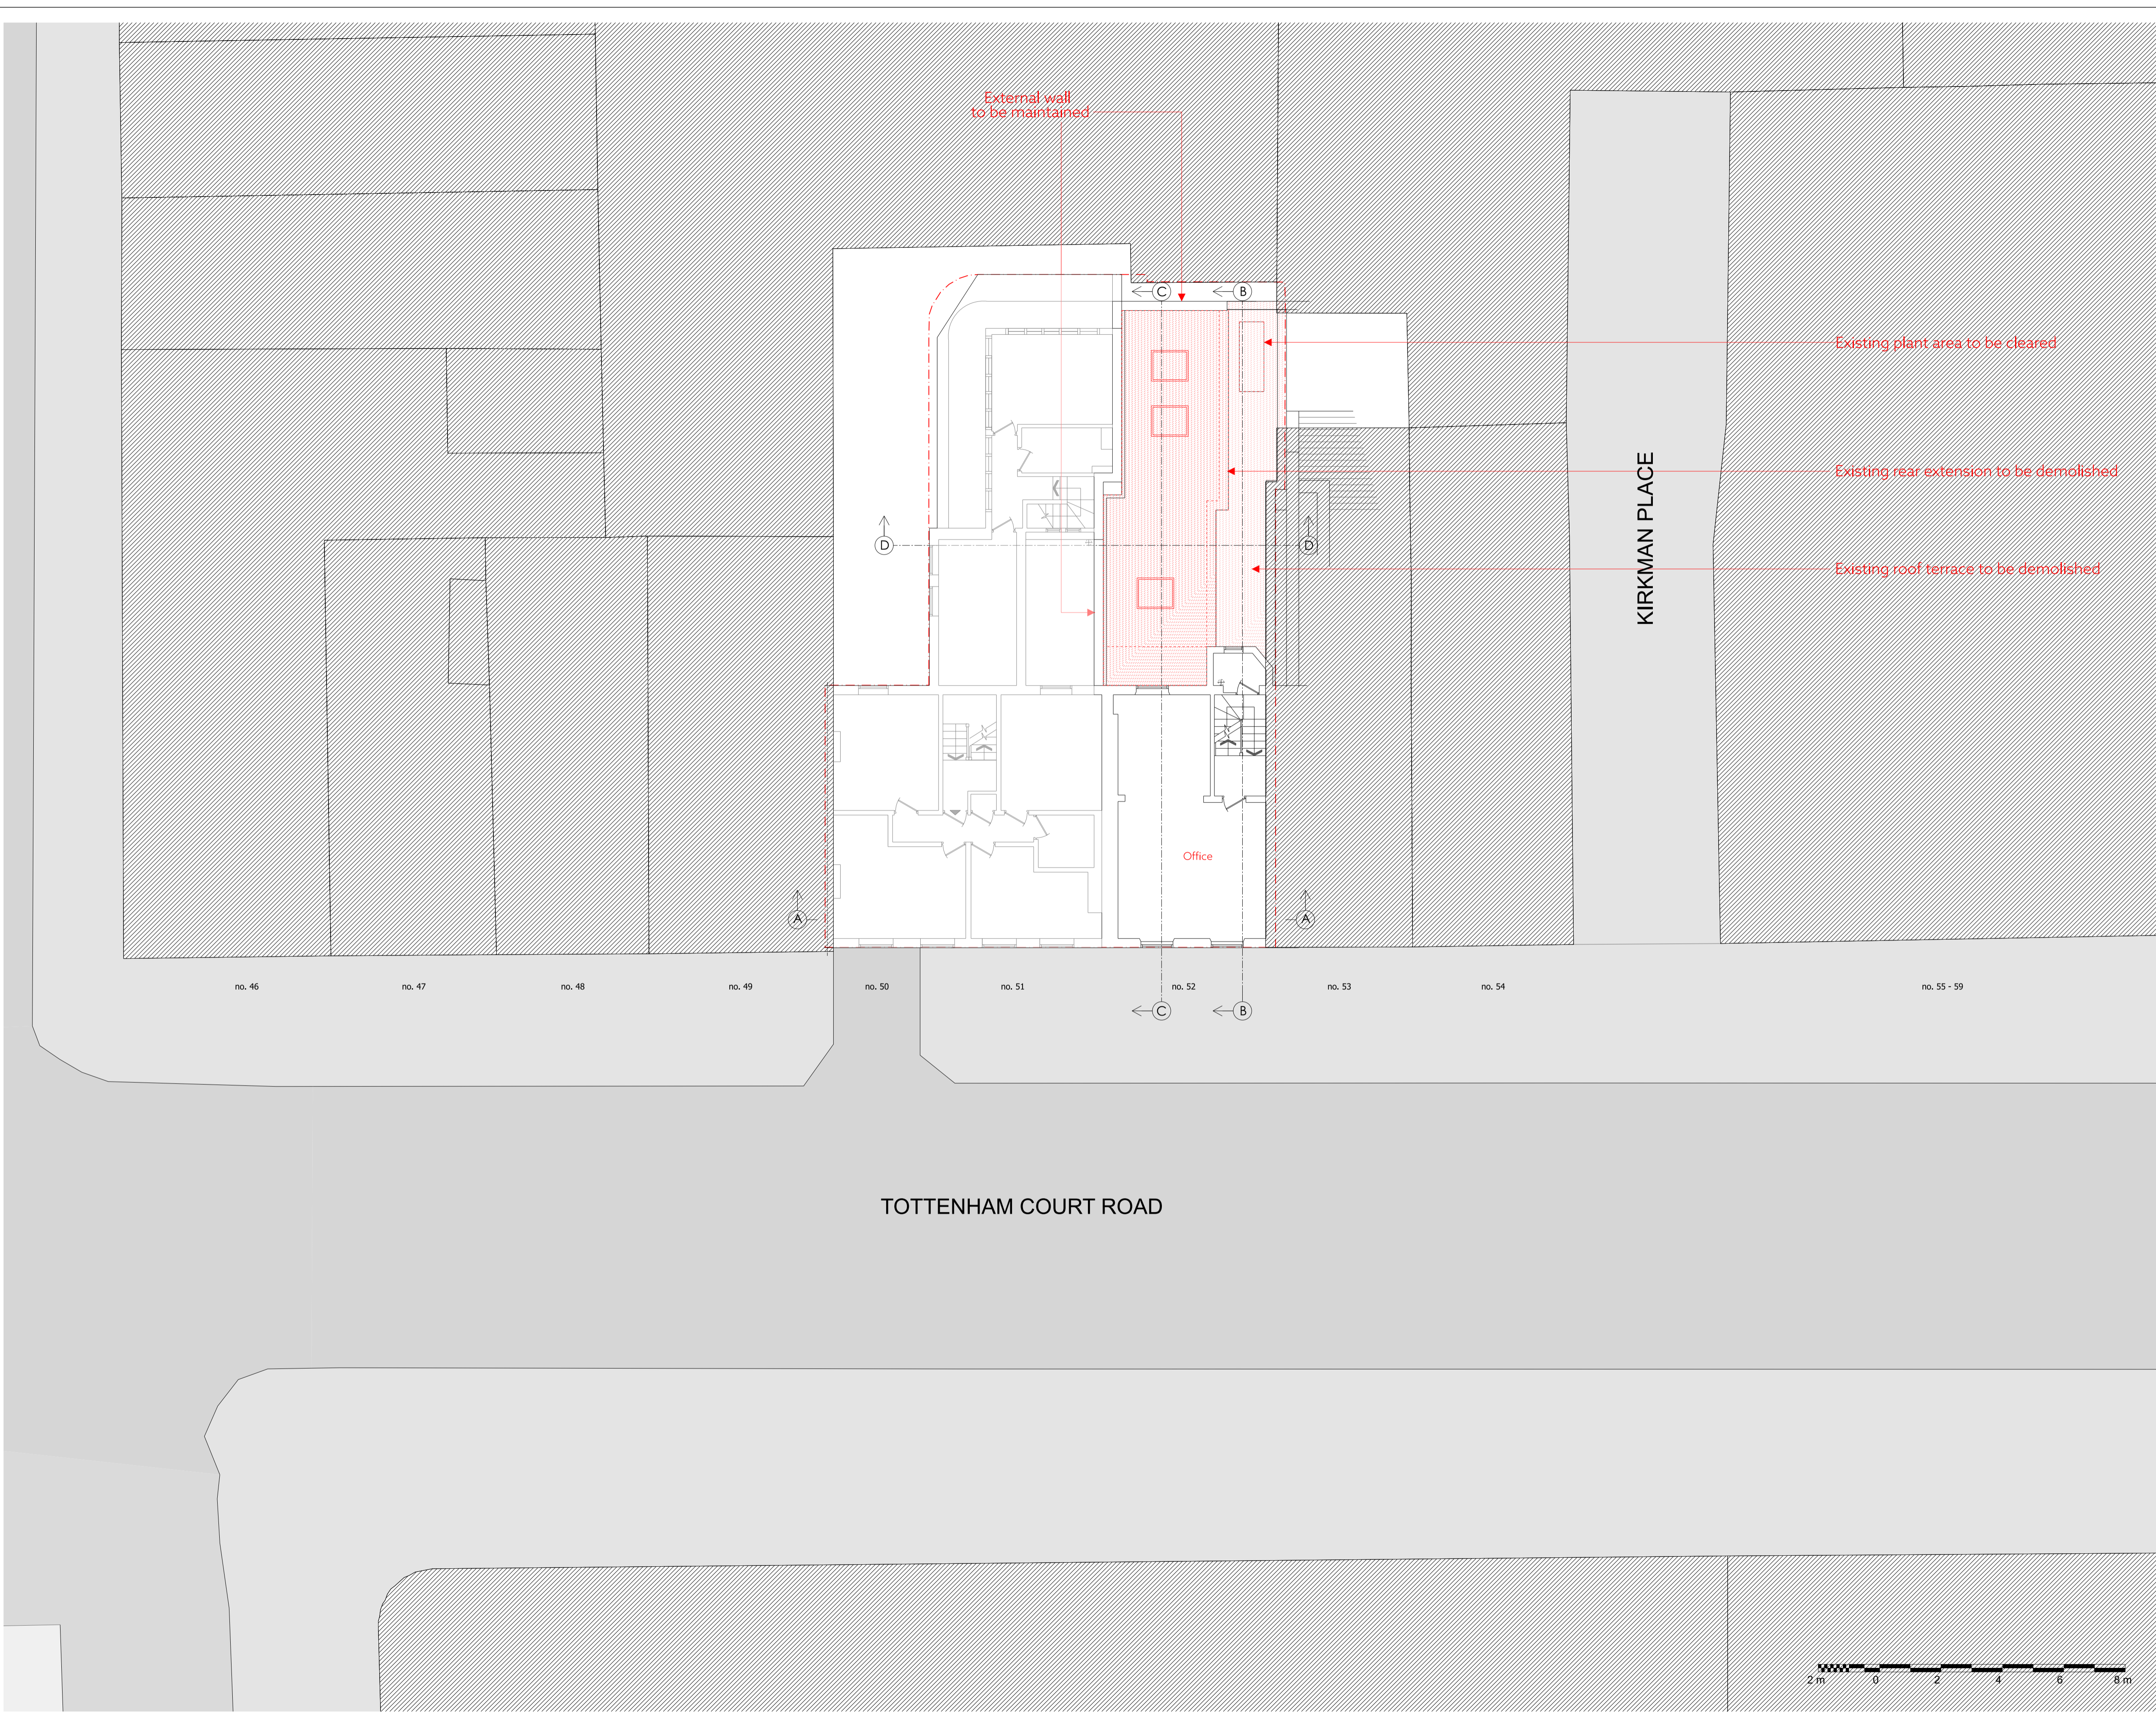 External wall
to be maintained
C
B
Existing plant area to be cleared
Existing rear extension to be demolished
KIRKMAN PLACE
D
D
Existing roof terrace to be demolished
Office
A
A
no. 46
no. 47
no. 48
no. 49
no. 50
no. 51
no. 52
no. 53
no. 54
no. 55 - 59
C
B
TOTTENHAM COURT ROAD
2 m
0
2
4
6
8 m